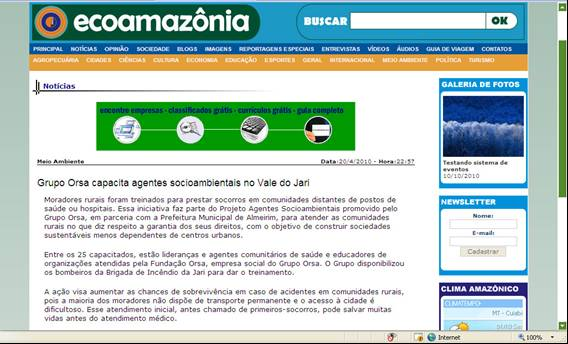 ecoamazônia
BUSCAR
OK
PRINCIPAL NOTÍCIAS OPINIÃO SOCIEDADE BLOGS IMAGENS REPORTAGENS ESPECIAIS ENTREVISTAS VÍDEOS ÁUDIOS GUIA DE VIAGEM CONTATOS
AGROPECUÁRIA CIDADES CIÊNCIAS CULTURA ECONOMIA EDUCAÇÃO ESPORTES GERAL INTERNACIONAL MEIO AMBIENTE POLÍTICA TURISMO
Notícias
encontre empresas - classificados grátis - currículos grátis - guia completo
Meio Ambiente
Data:20/4/2010 - Hora:22:57
Grupo Orsa capacita agentes socioambientais no Vale do Jari
Moradores rurais foram treinados para prestar socorros em comunidades distantes de postos de
saúde ou hospitais. Essa iniciativa faz parte do Projeto Agentes Socioambientais promovido pelo
Grupo Orsa, em parceria com a Prefeitura Municipal de Almeirim, para atender as comunidades
rurais no que diz respeito a garantia dos seus direitos, com o objetivo de construir sociedades
sustentáveis menos dependentes de centros urbanos.
Entre os 25 capacitados, estão lideranças e agentes comunitários de saúde e educadores de
organizações atendidas pela Fundação Orsa, empresa social do Grupo Orsa. O Grupo disponibilizou
os bombeiros da Brigada de Incêndio da Jari para dar o treinamento.
A ação visa aumentar as chances de sobrevivência em caso de acidentes em comunidades rurais,
pois a maioria dos moradores não dispõe de transporte permanente e o acesso à cidade é
dificultoso. Esse atendimento inicial, antes chamado de primeiros-socorros, pode salvar muitas
vidas antes do atendimento médico.
GALERIA DE FOTOS
Testando sistema de
eventos
10/10/2010
NEWSLETTER
Nome:
E-mail:
Cadastrar
CLIMA AMAZÔNICO
CLIMATEMPO
MT - Cuiabi
Internet
100%